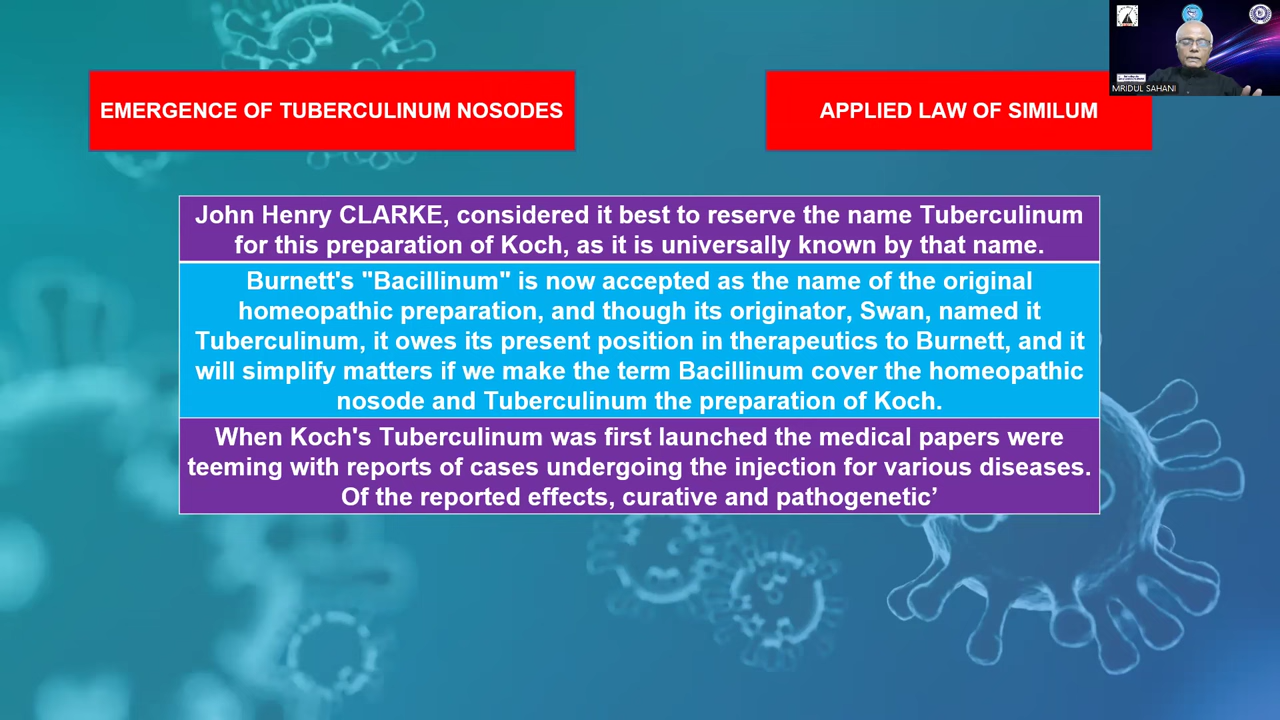 EMERGENCE OF TUBERCULINUM NOSODES
APPLIED LAW OF SIMILUM
MRIDUL SAHANI
John Henry CLARKE, considered it best to reserve the name Tuberculinum
for this preparation of Koch, as it is universally known by that name.
Burnett's "Bacillinum" is now accepted as the name of the original
homeopathic preparation, and though its originator, Swan, named it
Tuberculinum, it owes its present position in therapeutics to Burnett, and it
will simplify matters if we make the term Bacillinum cover the homeopathic
nosode and Tuberculinum the preparation of Koch.
When Koch's Tuberculinum was first launched the medical papers were
teeming with reports of cases undergoing the injection for various diseases.
Of the reported effects, curative and pathogenetic’